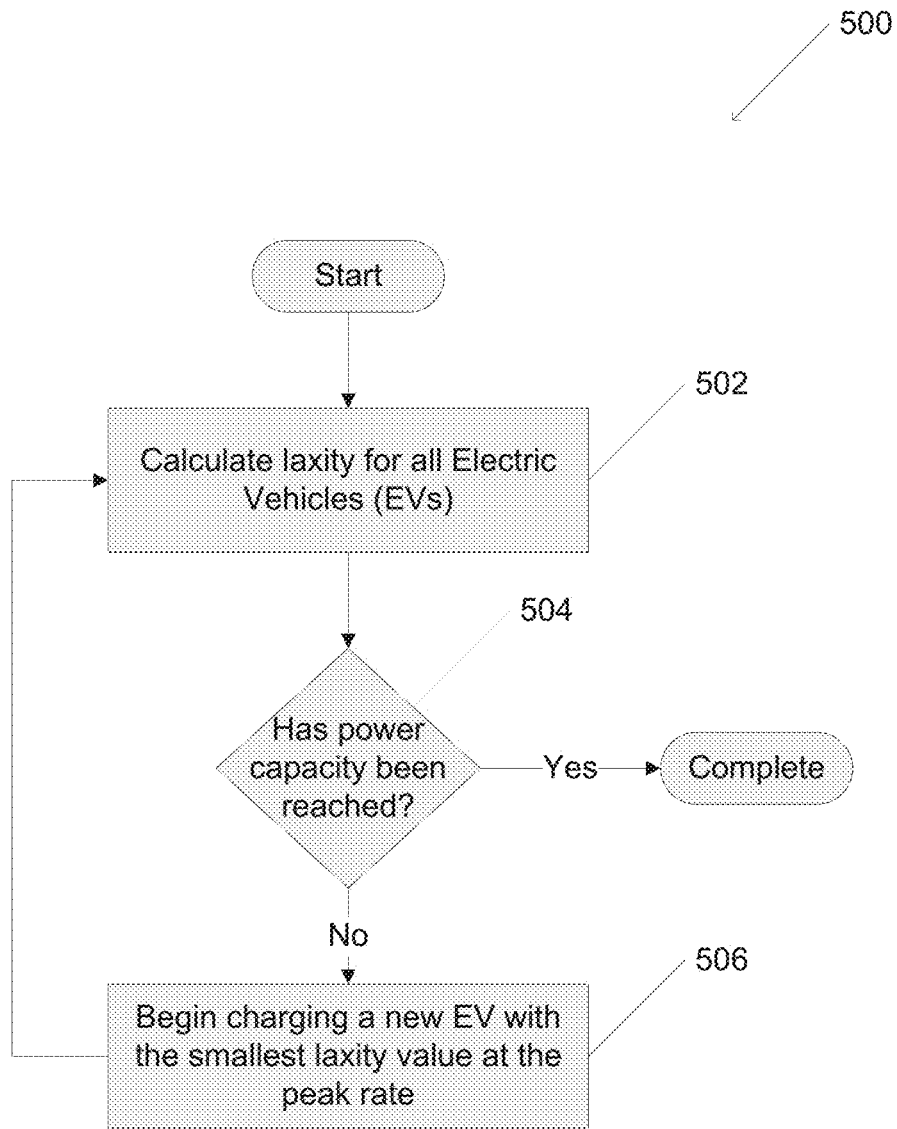 500
Start
502
Calculate laxity for all Electric
Vehicles (EVs)
504
Has power
capacity been
reached?
Yes
Complete
No
506
Begin charging a new EV with
the smallest laxity value at the
peak rate